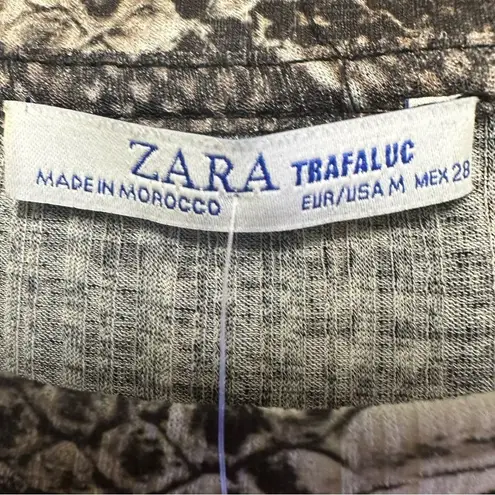 ZARA TRAFALUC
MADE IN MOROCCO EUR/USA M MEX 28